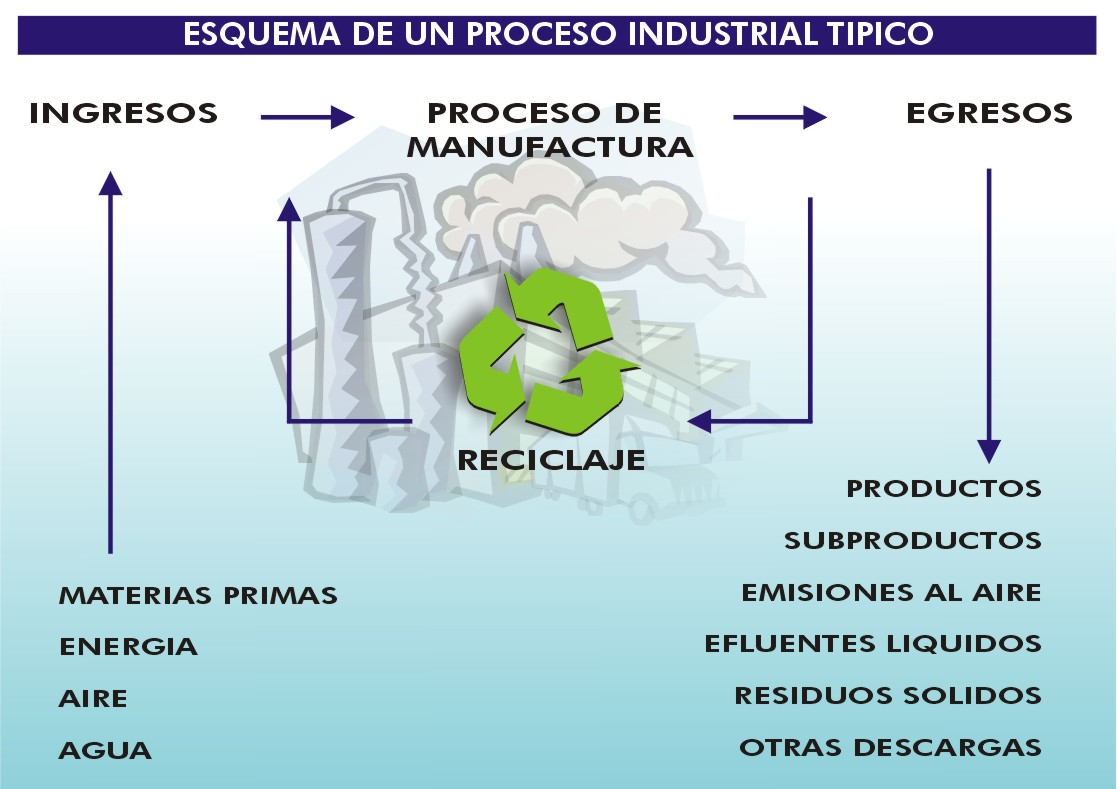 ESQUEMA DE UN PROCESO INDUSTRIAL TIPICO
INGRESOS
PROCESO DE
MANUFACTURA
EGRESOS
RECICLAJE
MATERIAS PRIMAS
ENERGIA
AIRE
AGUA
PRODUCTOS
SUBPRODUCTOS
EMISIONES AL AIRE
EFLUENTES LIQUIDOS
RESIDUOS SOLIDOS
OTRAS DESCARGAS